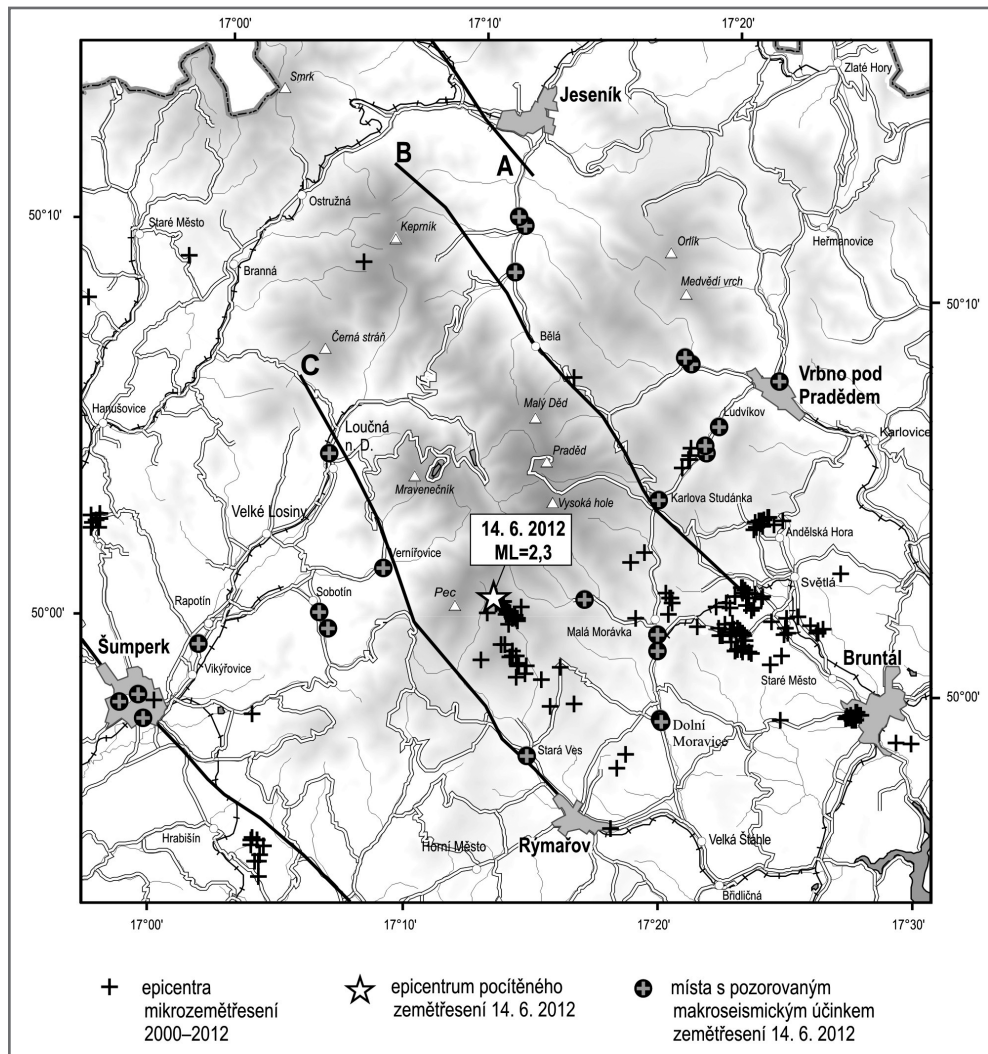 17°00'
17°10'
17°20'
Smrk
Zlaté Hory
Jeseník
B
A
Ostružná
50°10'
Staré Město
Keprník
Orlík
Heřmanovice
Branná
Medvědí vrch
50°10'
Černá stráň
Bělá
C
Vrbno pod
Pradědem
Hanušovice
Malý Děd
Ludvíkov
Loučná
n. D.
Karlovice
Praděd
Mravenečník
Vysoká hole
Karlova Studánka
Velké Losiny
14. 6. 2012
ML=2,3
Andělská Hora
Vernířovice
Světlá
Pec
Sobotín
50°00'
Rapotín
Malá Morávka
Šumperk
Vikýřovice
Staré Město
Bruntál
50°00'
Dolní
Moravice
Stará Ves
Hrabišín
Horní Město
Rýmařov
Velká Štáhle
Břidličná
17°00'
17°10'
17°20'
17°30'
epicentra
mikrozemětřesení
2000–2012
epicentrum pocítěného
zemětřesení 14. 6. 2012
místa s pozorovaným
makroseismickým účinkem
zemětřesení 14. 6. 2012